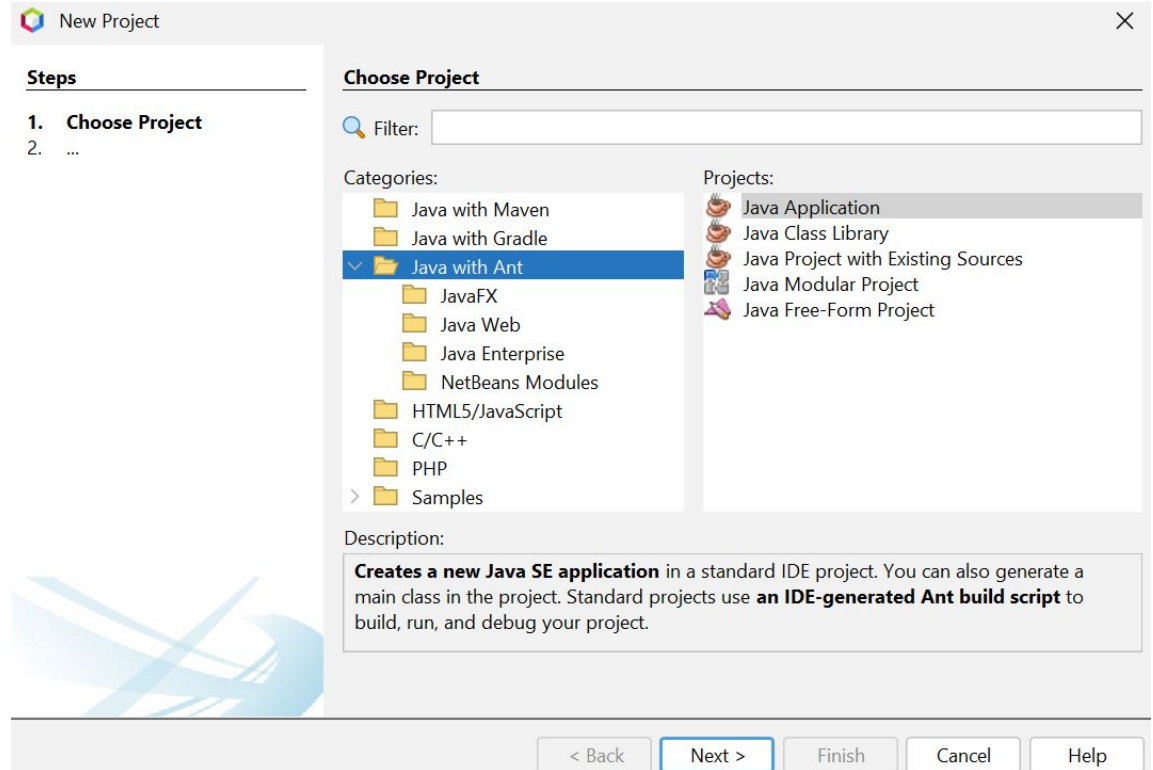 New Project
Steps
1. Choose Project
2. ...
Choose Project
Filter:
Categories:
Java with Maven
Java with Gradle
Java with Ant
JavaFX
Java Web
Java Enterprise
NetBeans Modules
HTML5/JavaScript
C/C++
PHP
Samples
Projects:
Java Application
Java Class Library
Java Project with Existing Sources
Java Modular Project
Java Free-Form Project
Description:
Creates a new Java SE application in a standard IDE project. You can also generate a
main class in the project. Standard projects use an IDE-generated Ant build script to
build, run, and debug your project.
< Back
Next >
Finish
Cancel
Help